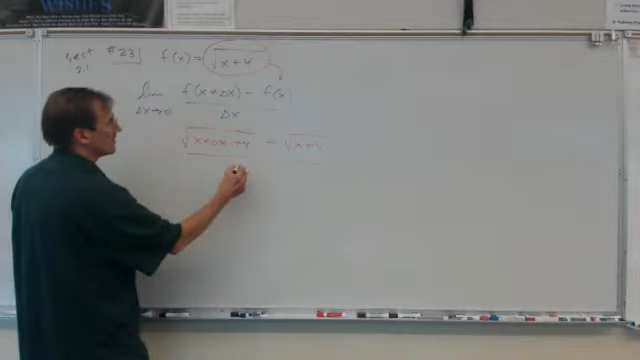 WISHES
sect #23 f(x) = √x+4
2.1
lim f(x+Δx) - f(x)
Δx→0 Δx
√x+Δx+4 - √x+4